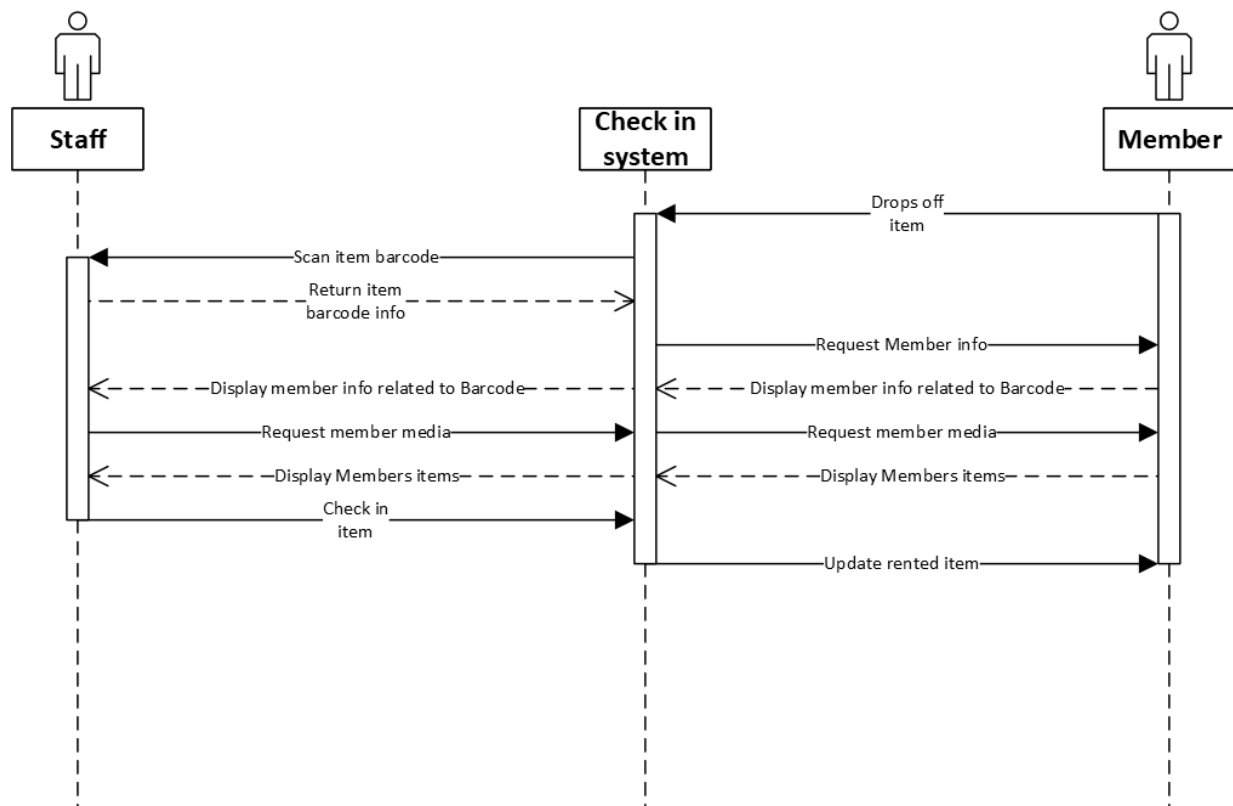 Staff
Check in
system
Member
Drops off
item
Scan item barcode
Return item
barcode info
Request Member info
Display member info related to Barcode
Display member info related to Barcode
Request member media
Request member media
Display Members items
Display Members items
Check in
item
Update rented item